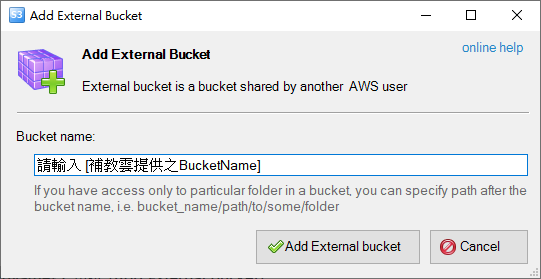 S3 Add External Bucket
Add External Bucket
online help
External bucket is a bucket shared by another AWS user
Bucket name:
請輸入 [補教雲提供之BucketName]
If you have access only to particular folder in a bucket, you can specify path after the
bucket name, i.e. bucket_name/path/to/some/folder
Add External bucket
Cancel